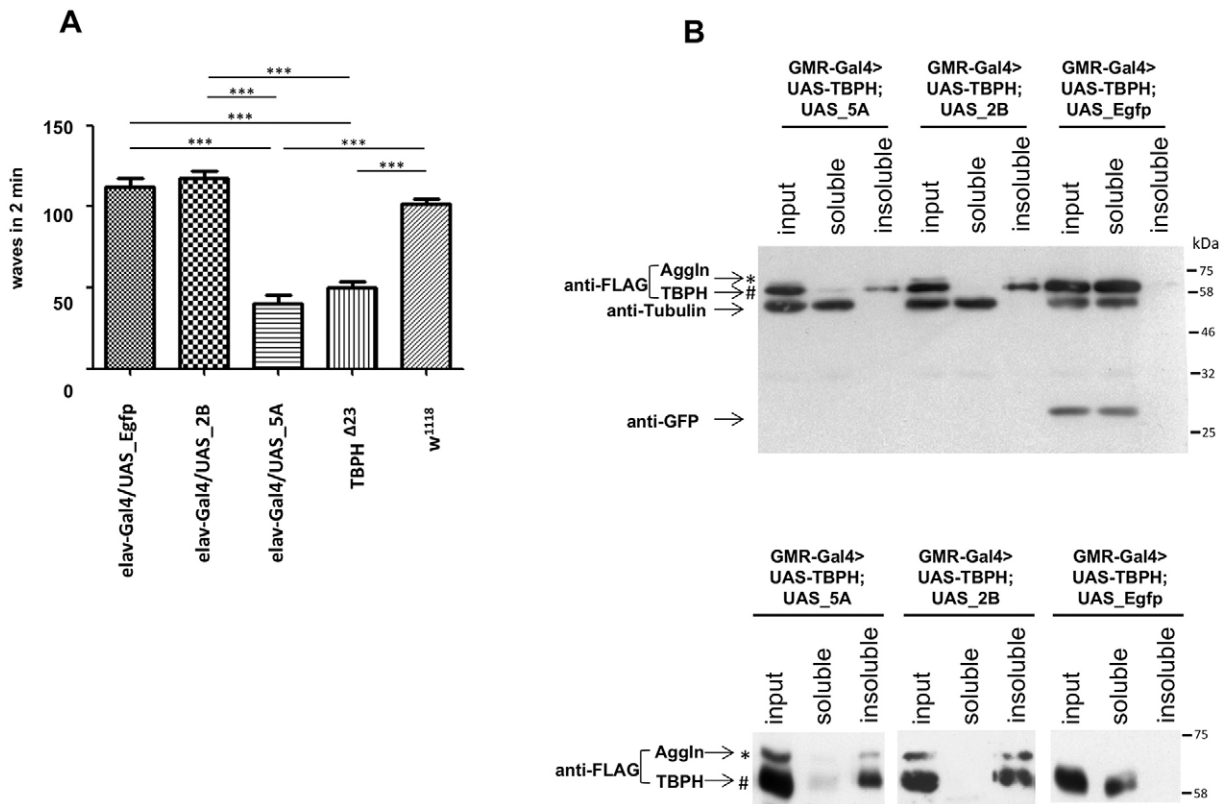 A
***
***
***
***
***
***
150
100
50
0
waves in 2 min
elav-Gal4/UAS_Egfp
elav-Gal4/UAS_2B
elav-Gal4/UAS_5A
TBPH Δ23
w1118
B
GMR-Gal4>
UAS-TBPH;
UAS_5A
GMR-Gal4>
UAS-TBPH;
UAS_2B
GMR-Gal4>
UAS-TBPH;
UAS_Egfp
input
soluble
insoluble
input
soluble
insoluble
input
soluble
insoluble
kDa
anti-FLAG
AggIn
*
TBPH
#
anti-Tubulin
anti-GFP
75
58
46
32
25
GMR-Gal4>
UAS-TBPH;
UAS_5A
GMR-Gal4>
UAS-TBPH;
UAS_2B
GMR-Gal4>
UAS-TBPH;
UAS_Egfp
input
soluble
insoluble
input
soluble
insoluble
input
soluble
insoluble
anti-FLAG
AggIn
*
TBPH
#
75
58